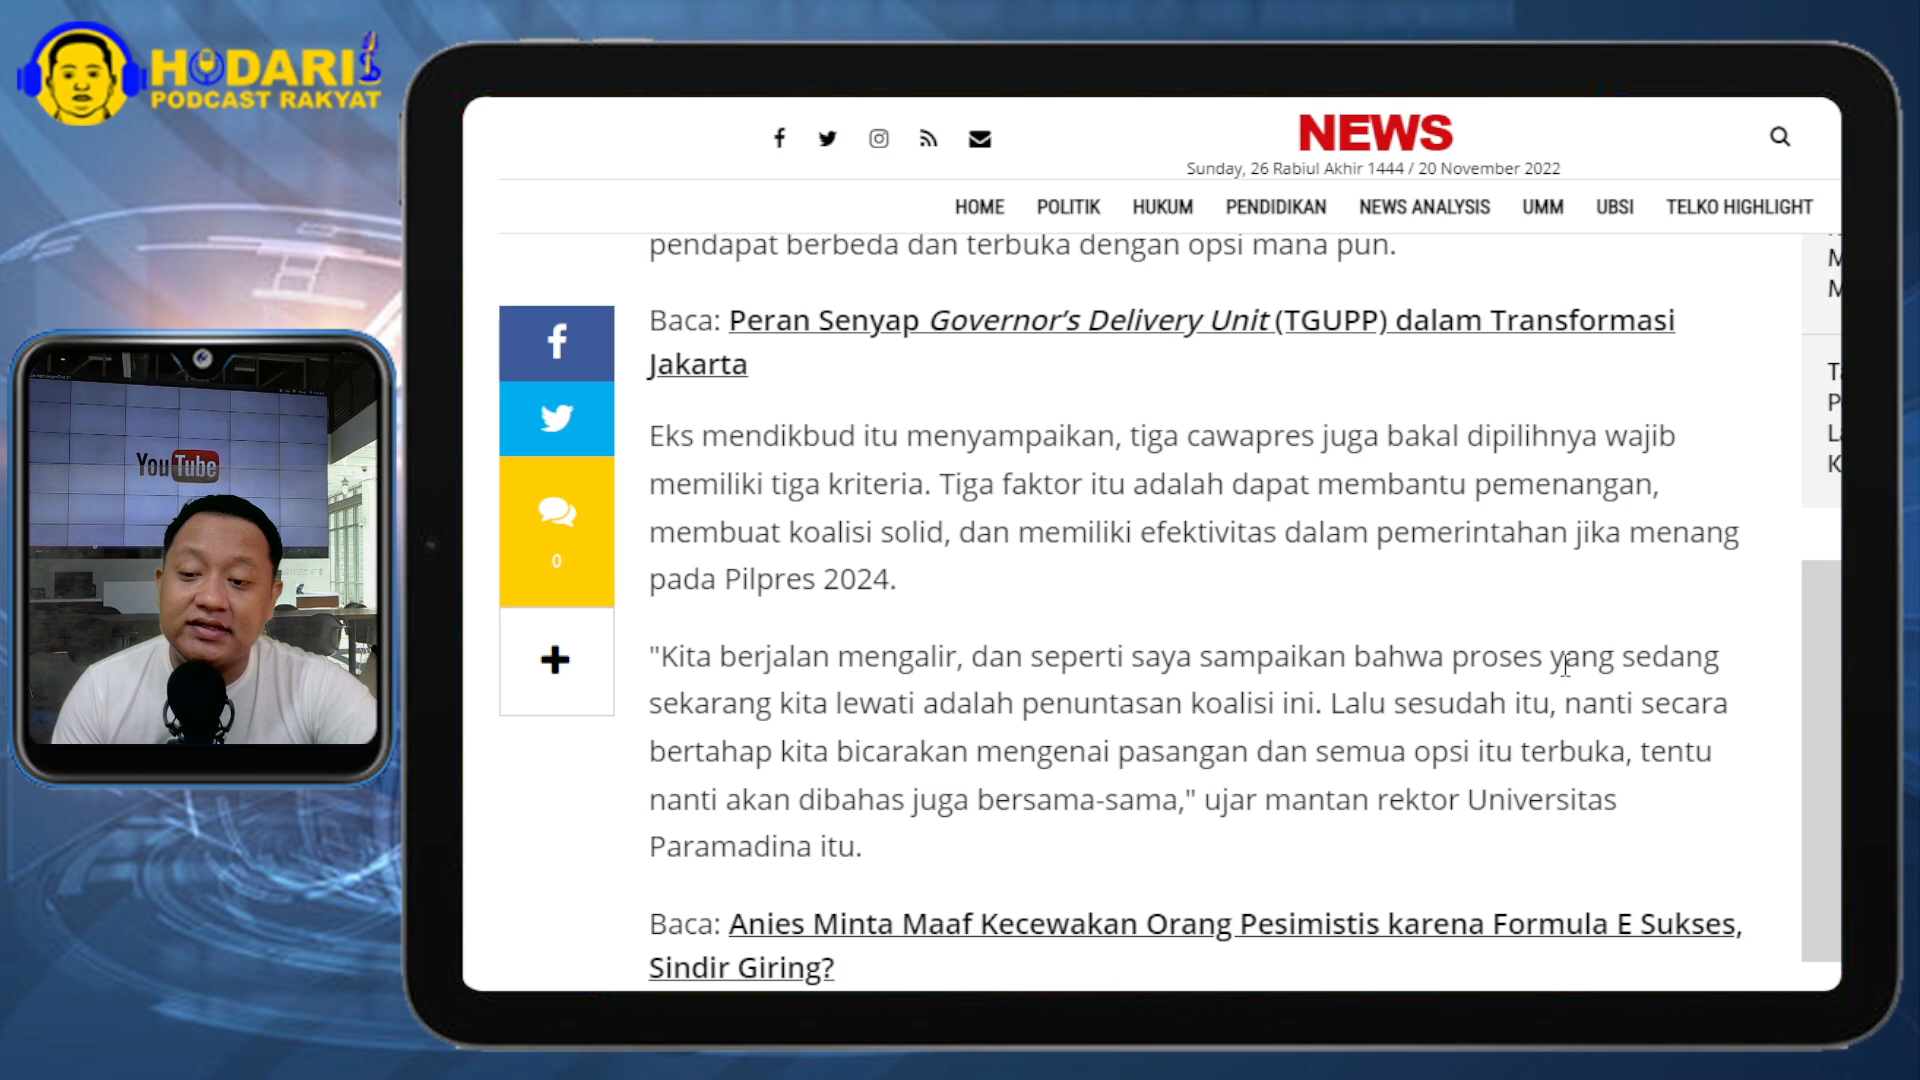 HODARI
PODCAST RAKYAT
NEWS
Sunday, 26 Rabiul Akhir 1444 / 20 November 2022
HOME POLITIK HUKUM PENDIDIKAN NEWS ANALYSIS UMM UBSI TELKO HIGHLIGHT
pendapat berbeda dan terbuka dengan opsi mana pun.
Baca: Peran Senyap Governor's Delivery Unit (TGUPP) dalam Transformasi
Jakarta
Eks mendikbud itu menyampaikan, tiga cawapres juga bakal dipilihnya wajib
memiliki tiga kriteria. Tiga faktor itu adalah dapat membantu pemenangan,
membuat koalisi solid, dan memiliki efektivitas dalam pemerintahan jika menang
pada Pilpres 2024.
"Kita berjalan mengalir, dan seperti saya sampaikan bahwa proses yang sedang
sekarang kita lewati adalah penuntasan koalisi ini. Lalu sesudah itu, nanti secara
bertahap kita bicarakan mengenai pasangan dan semua opsi itu terbuka, tentu
nanti akan dibahas juga bersama-sama," ujar mantan rektor Universitas
Paramadina itu.
Baca: Anies Minta Maaf Kecewakan Orang Pesimistis karena Formula E Sukses,
Sindir Giring?
0
YouTube